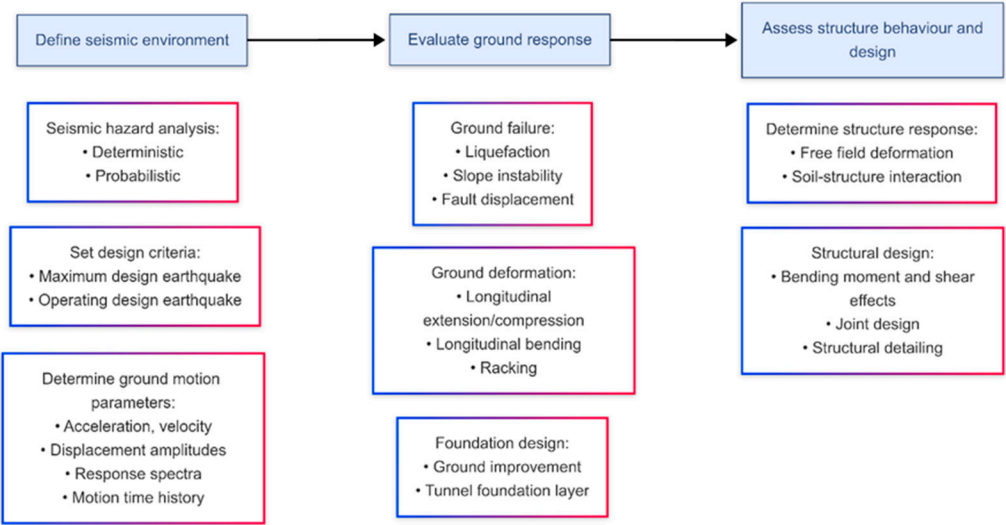 Define seismic environment
Evaluate ground response
Assess structure behaviour and
design
Seismic hazard analysis:
• Deterministic
• Probabilistic
Set design criteria:
• Maximum design earthquake
• Operating design earthquake
Determine ground motion
parameters:
• Acceleration, velocity
• Displacement amplitudes
• Response spectra
• Motion time history
Ground failure:
• Liquefaction
• Slope instability
• Fault displacement
Ground deformation:
• Longitudinal
extension/compression
• Longitudinal bending
• Racking
Foundation design:
• Ground improvement
• Tunnel foundation layer
Determine structure response:
• Free field deformation
• Soil-structure interaction
Structural design:
• Bending moment and shear
effects
• Joint design
• Structural detailing